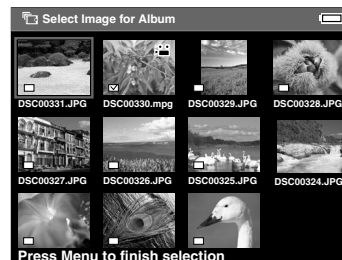 Select Image for Album
DSC00331.JPG DSC00330.mpg DSC00329.JPG DSC00328.JPG
DSC00327.JPG DSC00326.JPG DSC00325.JPG DSC00324.JPG
Press Menu to finish selection